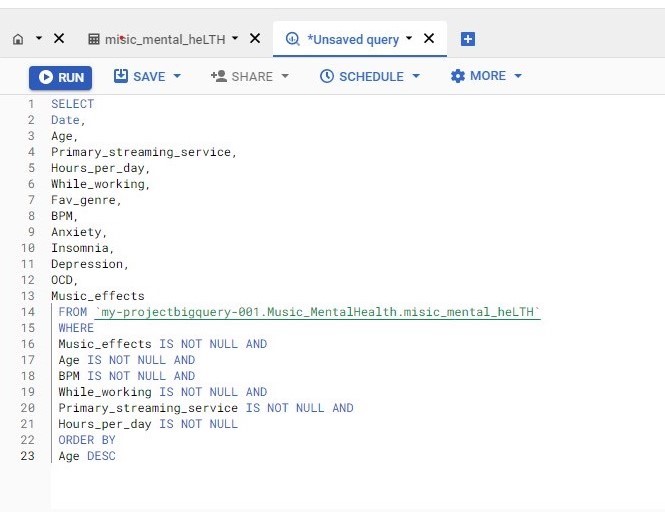 misic_mental_heLTH *Unsaved query
RUN SAVE SHARE SCHEDULE MORE
1 SELECT
2 Date,
3 Age,
4 Primary_streaming_service,
5 Hours_per_day,
6 While_working,
7 Fav_genre,
8 BPM,
9 Anxiety,
10 Insomnia,
11 Depression,
12 OCD,
13 Music_effects
14 FROM `my-projectbigquery-001.Music_MentalHealth.misic_mental_heLTH`
15 WHERE
16 Music_effects IS NOT NULL AND
17 Age IS NOT NULL AND
18 BPM IS NOT NULL AND
19 While_working IS NOT NULL AND
20 Primary_streaming_service IS NOT NULL AND
21 Hours_per_day IS NOT NULL
22 ORDER BY
23 Age DESC